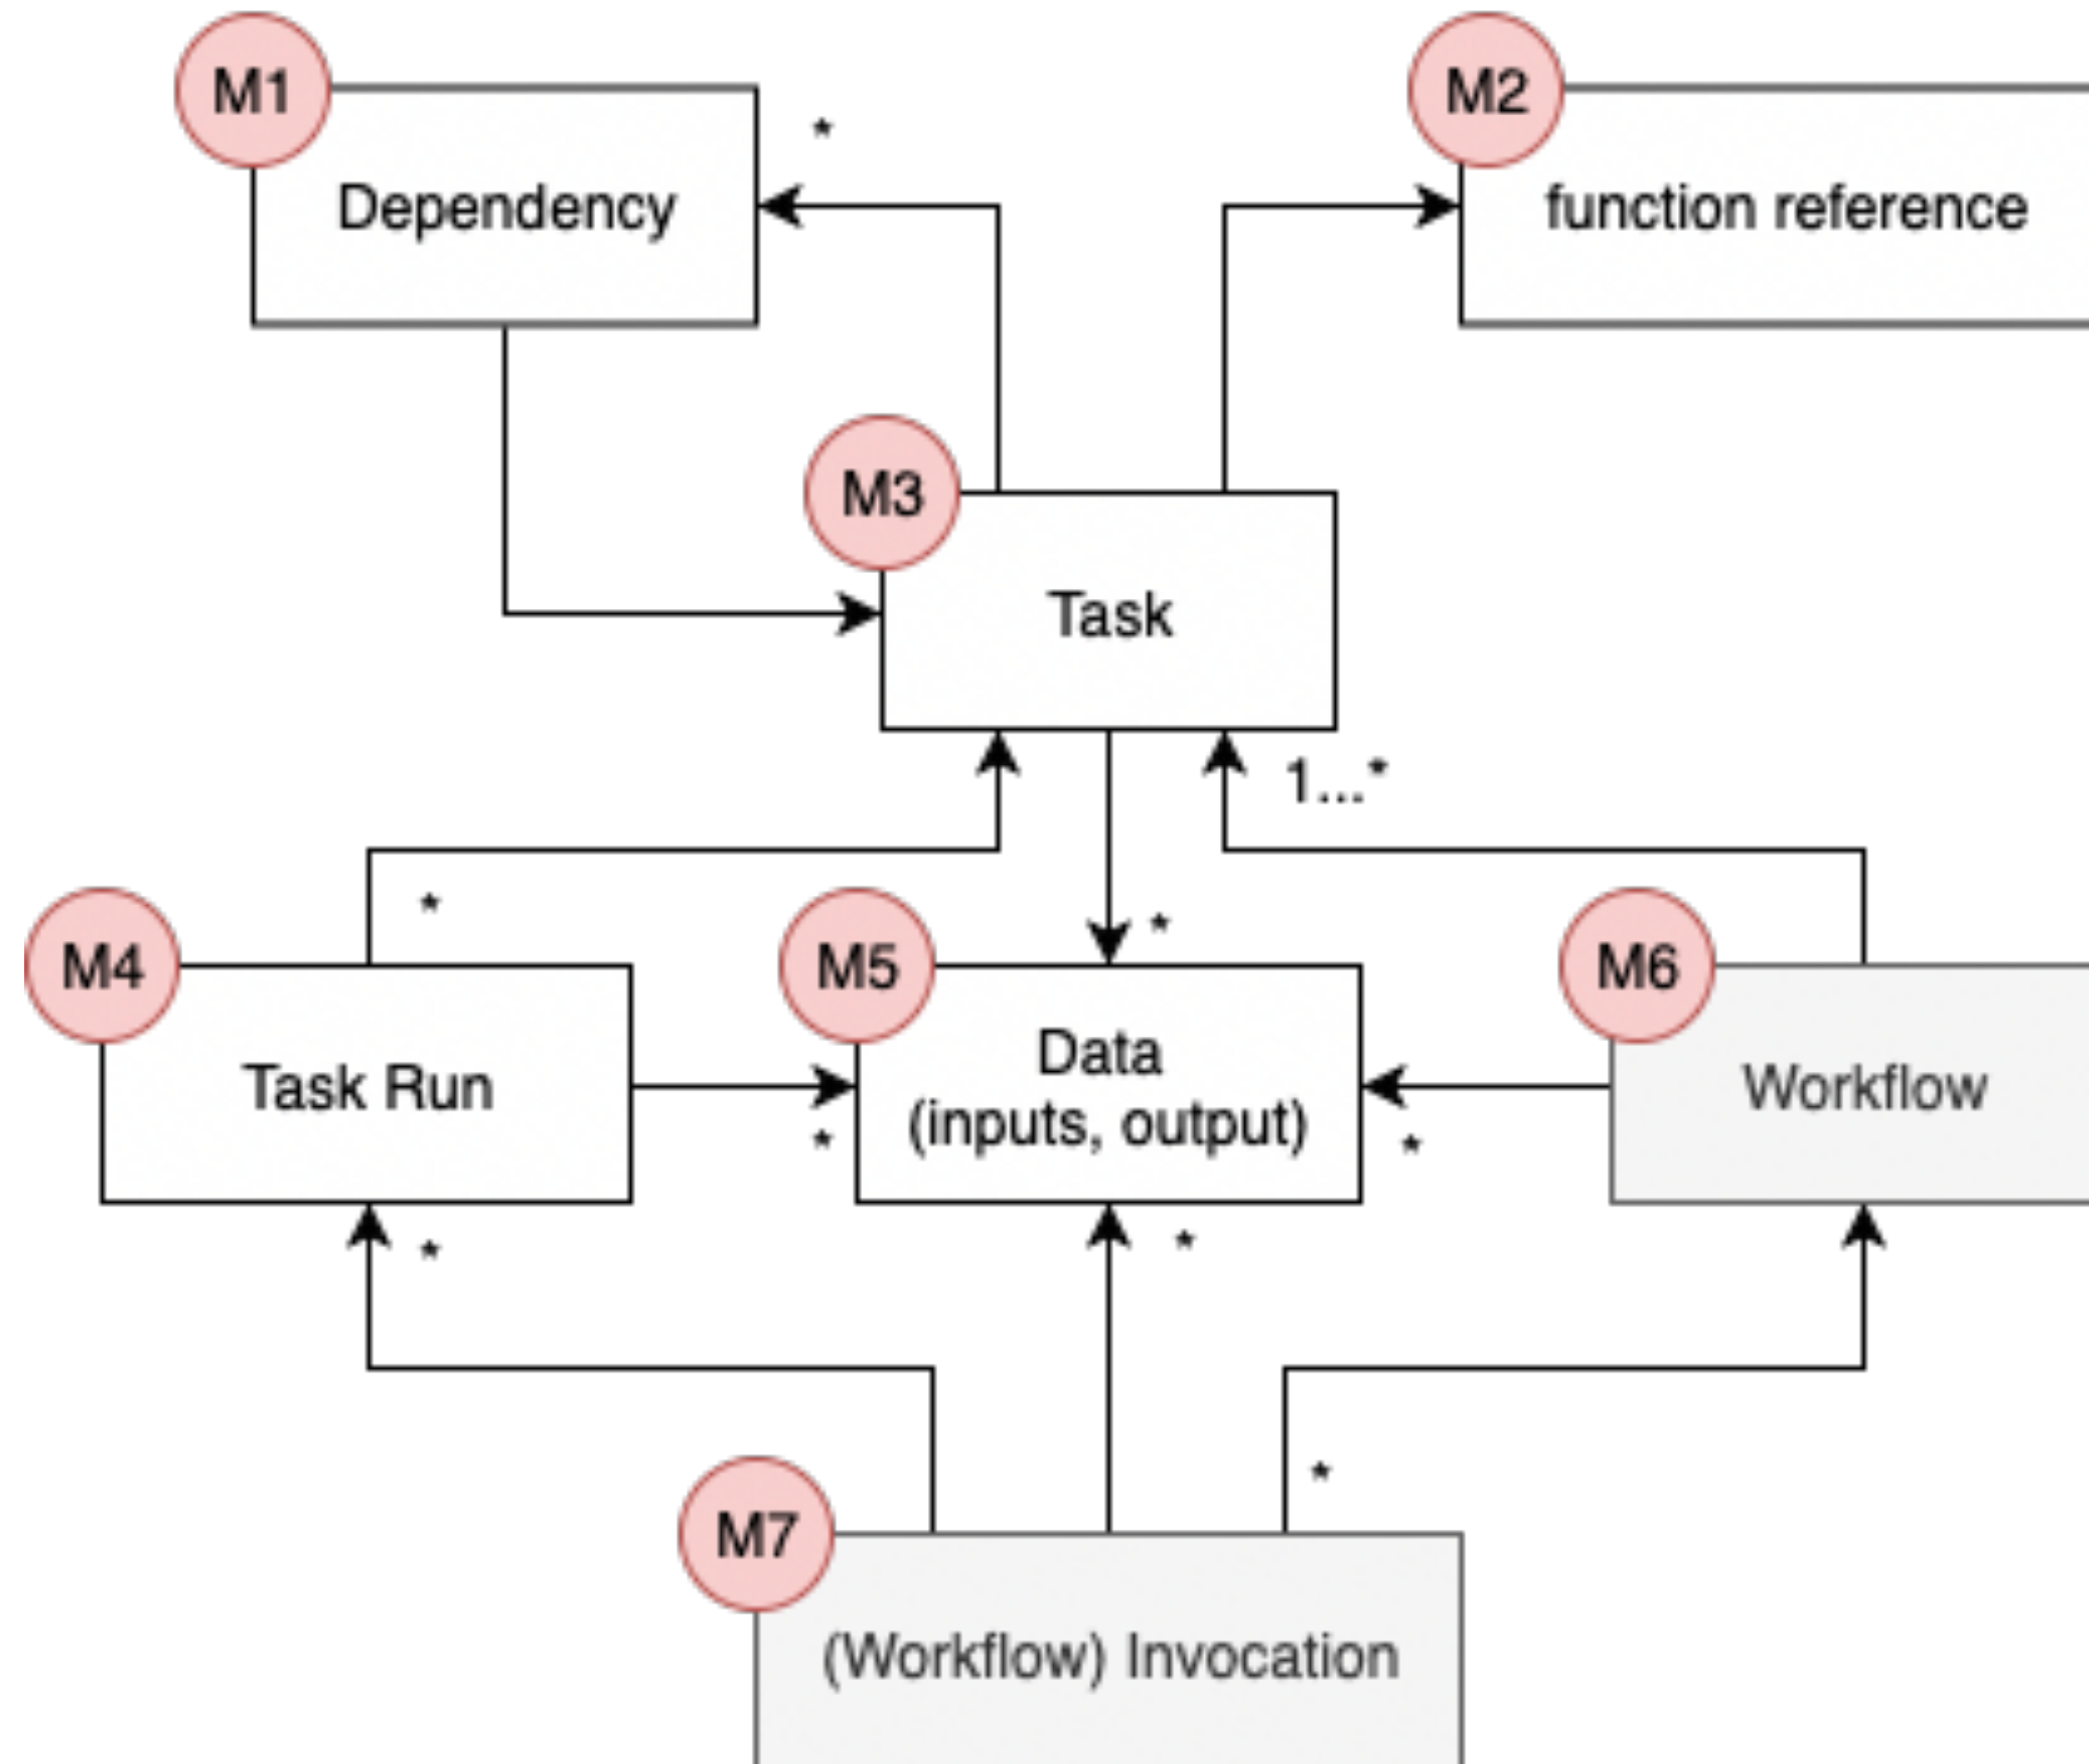 M1
M2
*
Dependency
function reference
M3
Task
1...*
*
*
M4
M5
M6
Task Run
Data
(inputs, output)
Workflow
*
*
*
*
*
M7
(Workflow) Invocation